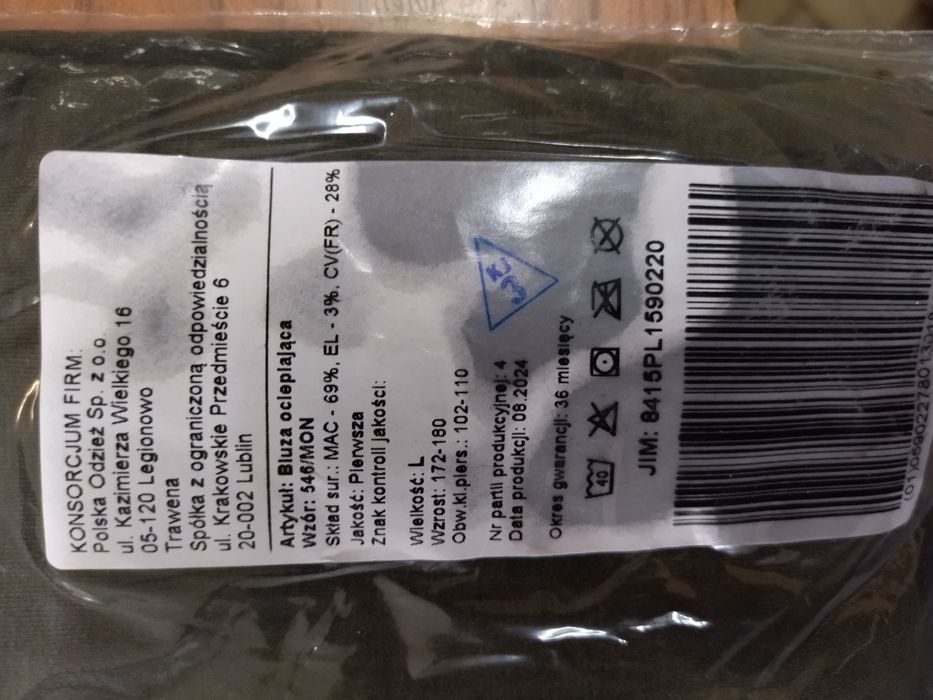 KONSORCJUM FIRM:
Polska Odzież Sp. z o.o.
ul. Kazimierza Wielkiego 16
05-120 Legionowo
Trawena
Spółka z ograniczoną odpowiedzialnością
ul. Krakowskie Przedmieście 6
20-002 Lublin
Artykuł: Bluza ocieplająca
Wzór: 546/MON
Skład sur.: MAC - 69%, EL - 3%, CV(FR) - 28%
Jakość: Pierwsza
Znak kontroli jakości:
Wielkość: L
Wzrost: 172-180
Obw.kl.piers.: 102-110
Nr partii produkcyjnej: 4
Data produkcji: 08.2024
Okres gwarancji: 36 miesięcy
40
JIM: 8415PL1590220